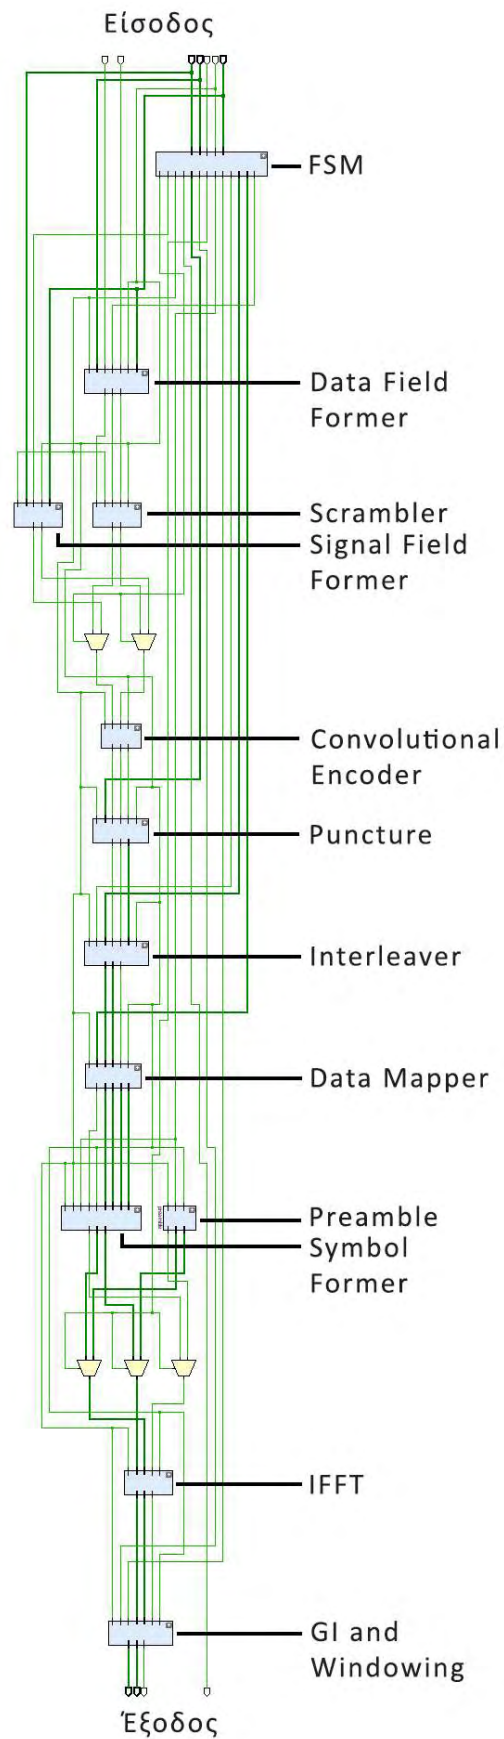 Είσοδος
FSM
Data Field
Former
Scrambler
Signal Field
Former
Convolutional
Encoder
Puncture
Interleaver
Data Mapper
Preamble
Symbol
Former
IFFT
GI and
Windowing
Έξοδος